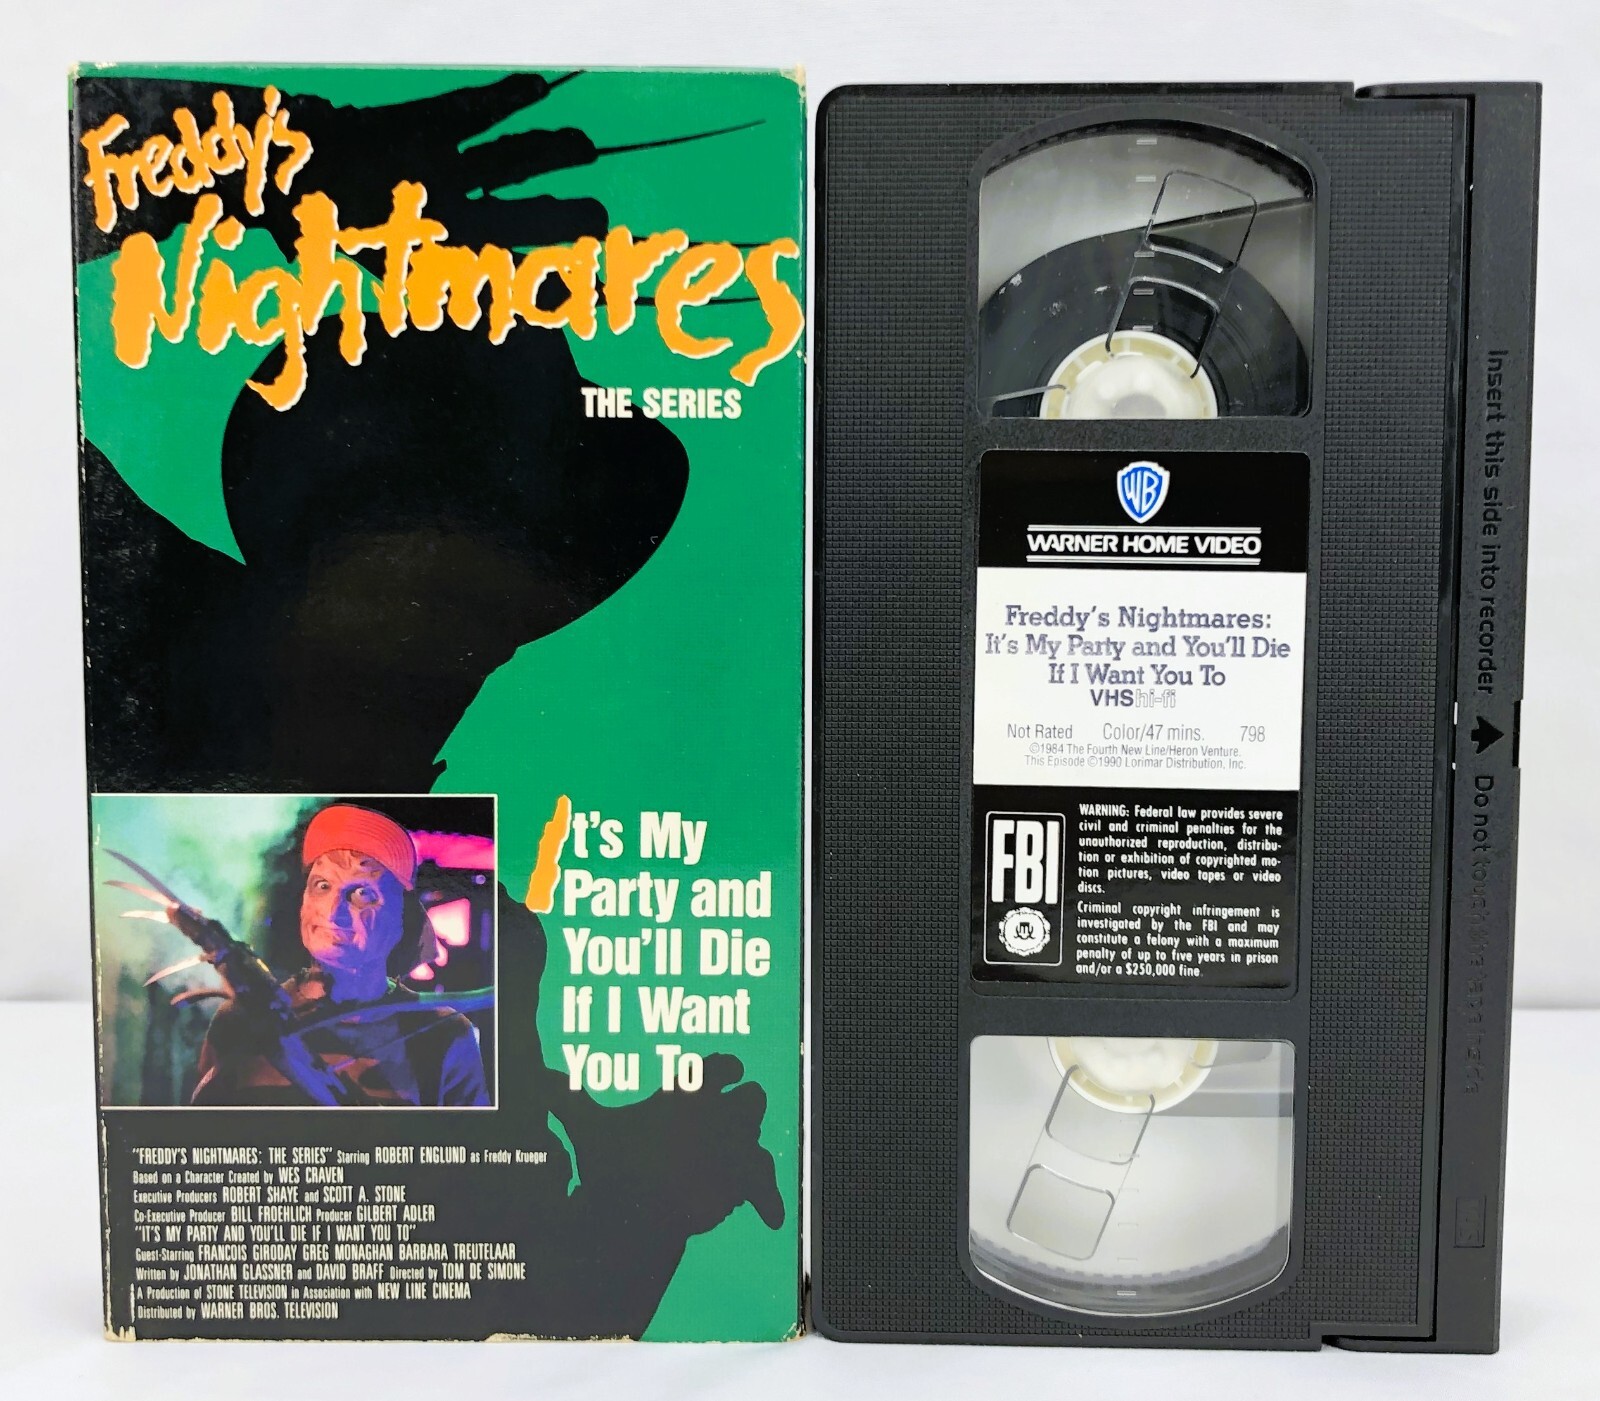 Freddy's
Nightmares
THE SERIES
It's My
Party and
You'll Die
If I Want
You To
"FREDDY'S NIGHTMARES: THE SERIES" Starring ROBERT ENGLUND as Freddy Krueger
Based on a Character Created by WES CRAVEN
Executive Producers ROBERT SHAYE and SCOTT A. STONE
Co-Executive Producer BILL FROEHLICH Producer GILBERT ADLER
"IT'S MY PARTY AND YOU'LL DIE IF I WANT YOU TO"
Guest-Starring FRANCOIS GIRODAY GREG MONAGHAN BARBARA TREUTELAAR
Written by JONATHAN GLASSNER and DAVID BRAFF Directed by TOM DE SIMONE
A Production of STONE TELEVISION in Association with NEW LINE CINEMA
Distributed by WARNER BROS. TELEVISION
WB
WARNER HOME VIDEO
Freddy's Nightmares:
It's My Party and You'll Die
If I Want You To
VHS hi-fi
Not Rated Color/47 mins. 798
©1984 The Fourth New Line/Heron Venture.
This Episode ©1990 Lorimar Distribution, Inc.
FBI
WARNING: Federal law provides severe
civil and criminal penalties for the
unauthorized reproduction, distribu-
tion or exhibition of copyrighted mo-
tion pictures, video tapes or video
discs.
Criminal copyright infringement is
investigated by the FBI and may
constitute a felony with a maximum
penalty of up to five years in prison
and/or a $250,000 fine.
Insert this side into recorder
Do not touch the tape inside
VHS